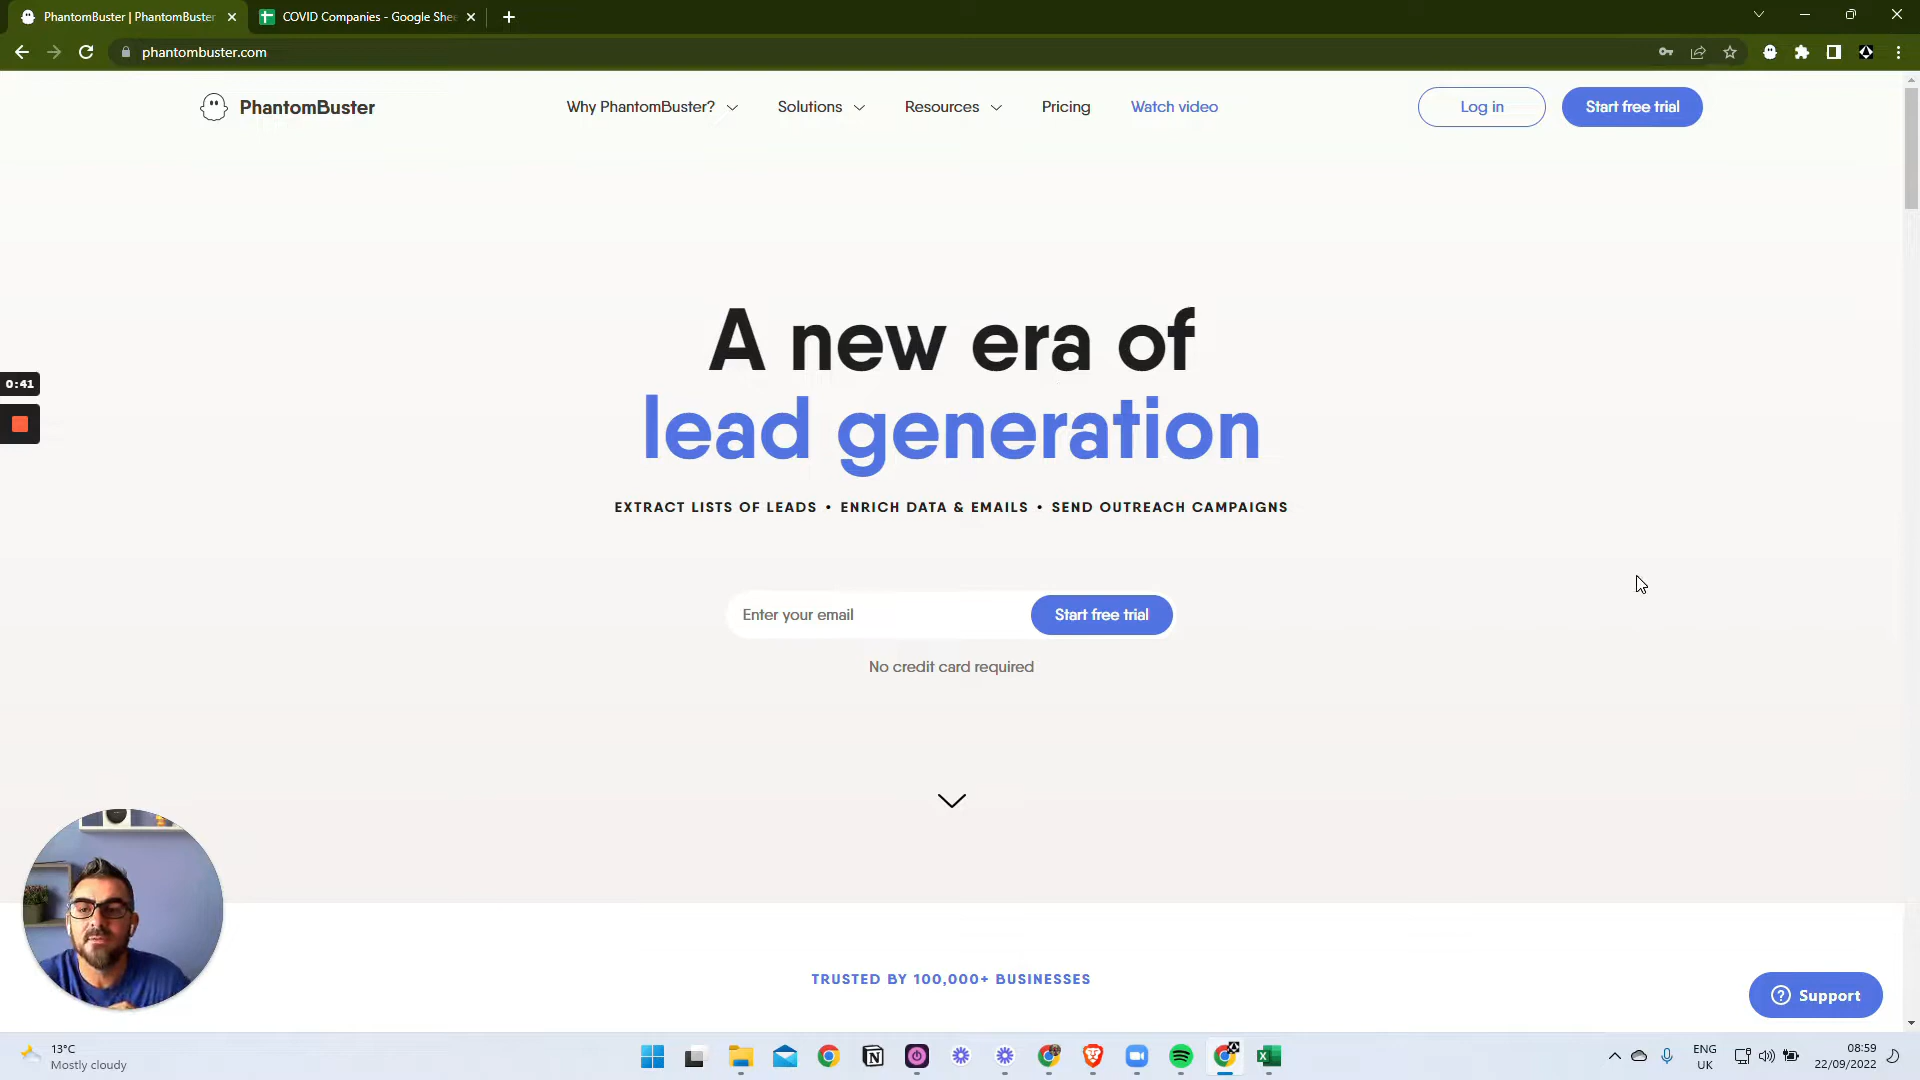 PhantomBuster | PhantomBuster
COVID Companies - Google Shee
phantombuster.com
PhantomBuster
Why PhantomBuster?
Solutions
Resources
Pricing
Watch video
Log in
Start free trial
A new era of
lead generation
EXTRACT LISTS OF LEADS • ENRICH DATA & EMAILS • SEND OUTREACH CAMPAIGNS
0:41
Enter your email
Start free trial
No credit card required
TRUSTED BY 100,000+ BUSINESSES
? Support
13°C
Mostly cloudy
ENG
UK
08:59
22/09/2022